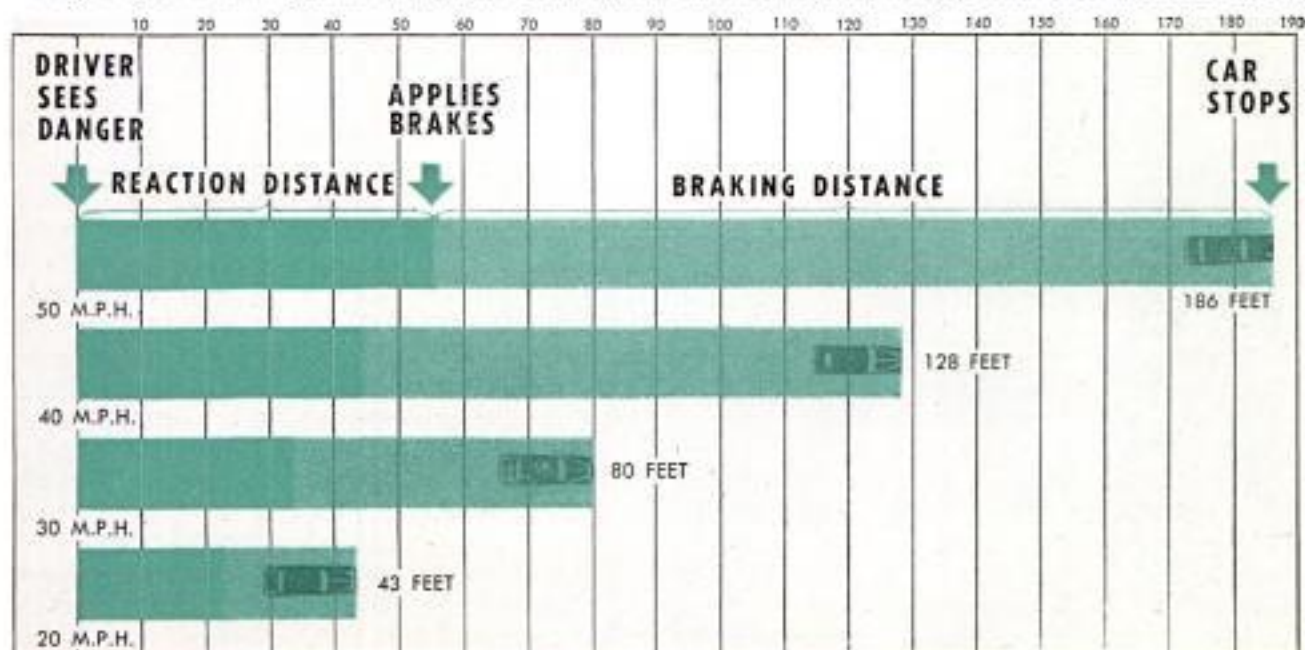 10 20 30 40 50 60 70 80 90 100 110 120 130 140 150 160 170 180 190
DRIVER
SEES
DANGER
APPLIES
BRAKES
CAR
STOPS
REACTION DISTANCE
BRAKING DISTANCE
186 FEET
50 M.P.H.
128 FEET
40 M.P.H.
80 FEET
30 M.P.H.
43 FEET
20 M.P.H.